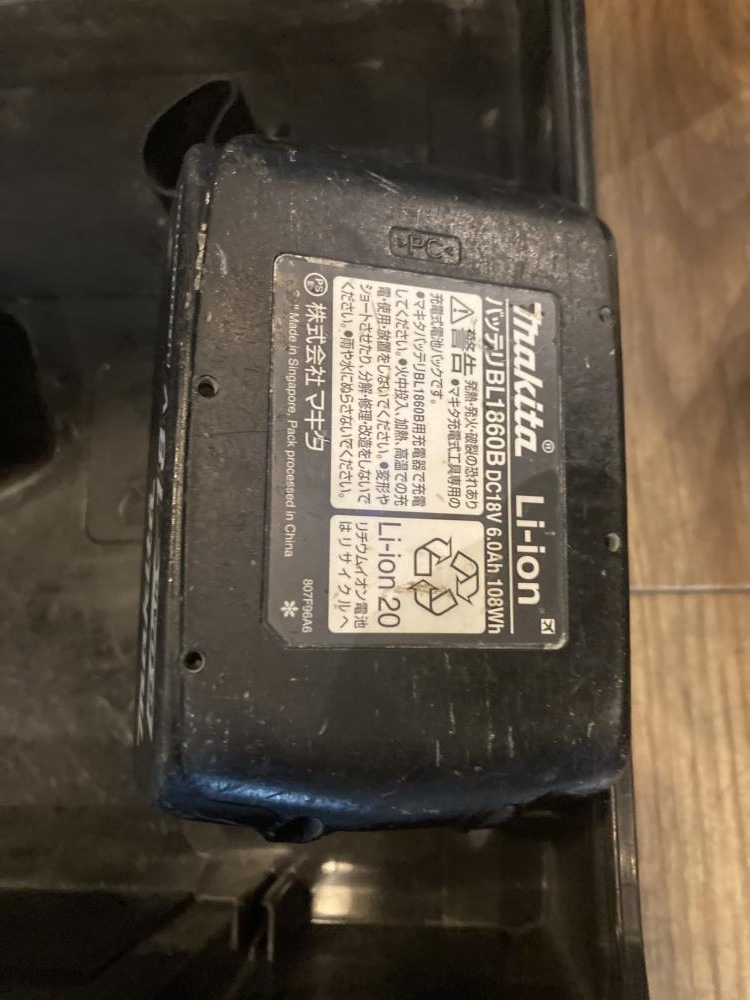 makita® Li-ion
バッテリBL1860B DC18V 6.0Ah 108Wh
警告 発熱・発火・破裂の恐れあり
●マキタ充電式工具専用の
充電式電池パックです。
●マキタバッテリBL1860B用充電器で充電
してください。●火中投入、加熱、高温での充
電・使用・放置をしないでください。●変形や
ショートさせたり、分解・修理・改造をしないで
ください。●雨や水にぬらさないでください。
Li-ion 20
リチウムイオン電池
はリサイクルへ
PS
E
株式会社 マキタ
807F96A6
Made in Singapore, Pack processed in China
PC